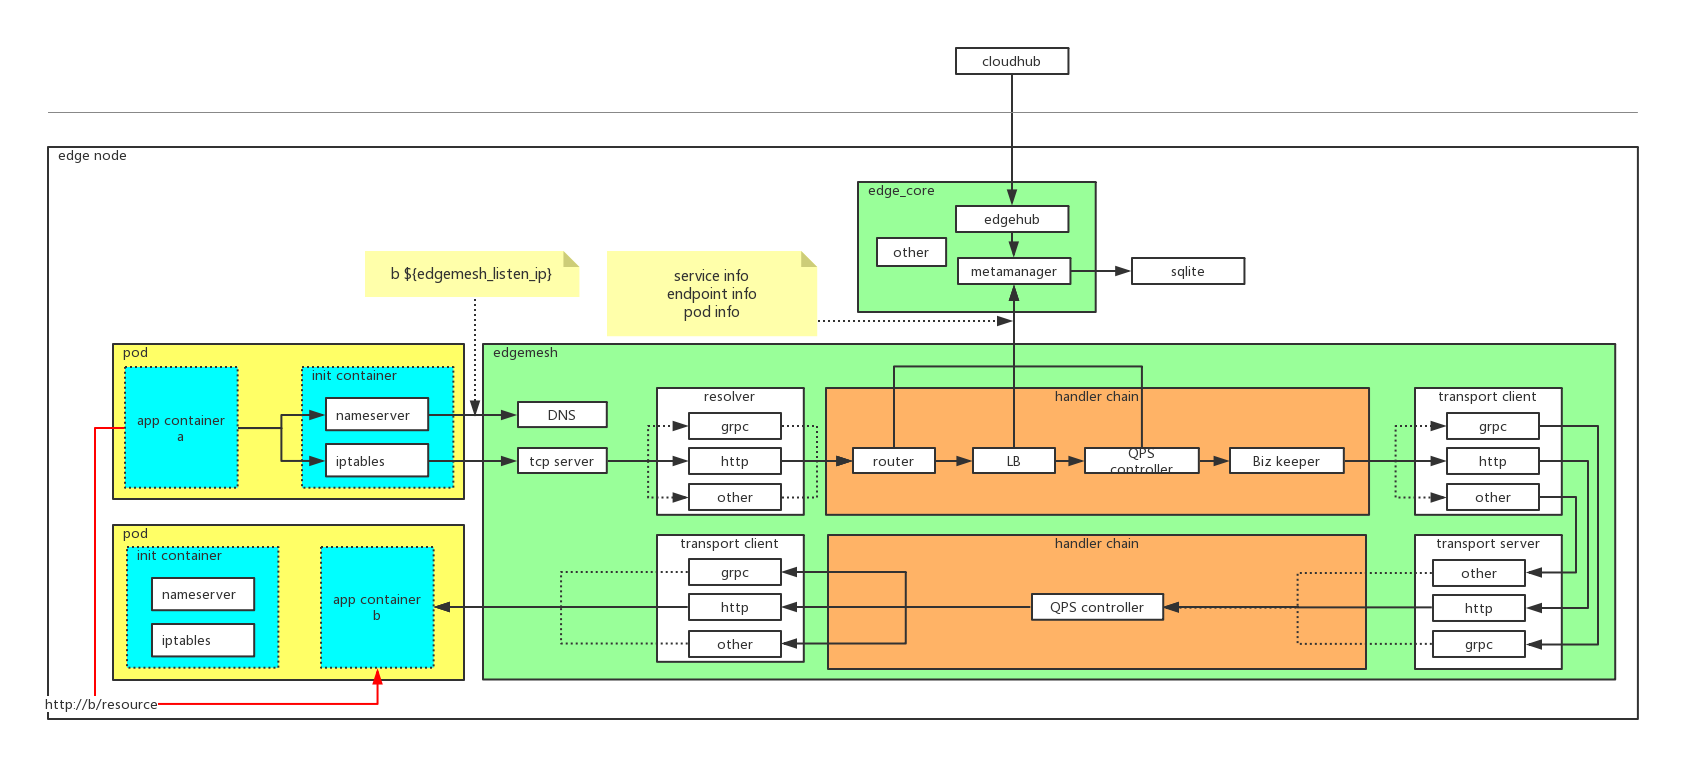 cloudhub
edge node
edge_core
edgehub
other
metamanager
sqlite
b ${edgemesh_listen_ip}
service info
endpoint info
pod info
pod
app container
a
init container
nameserver
iptables
edgemesh
DNS
tcp server
resolver
grpc
http
other
handler chain
router
LB
QPS
controller
Biz keeper
transport client
grpc
http
other
pod
init container
nameserver
iptables
app container
b
transport client
grpc
http
other
handler chain
QPS controller
transport server
other
http
grpc
http://b/resource